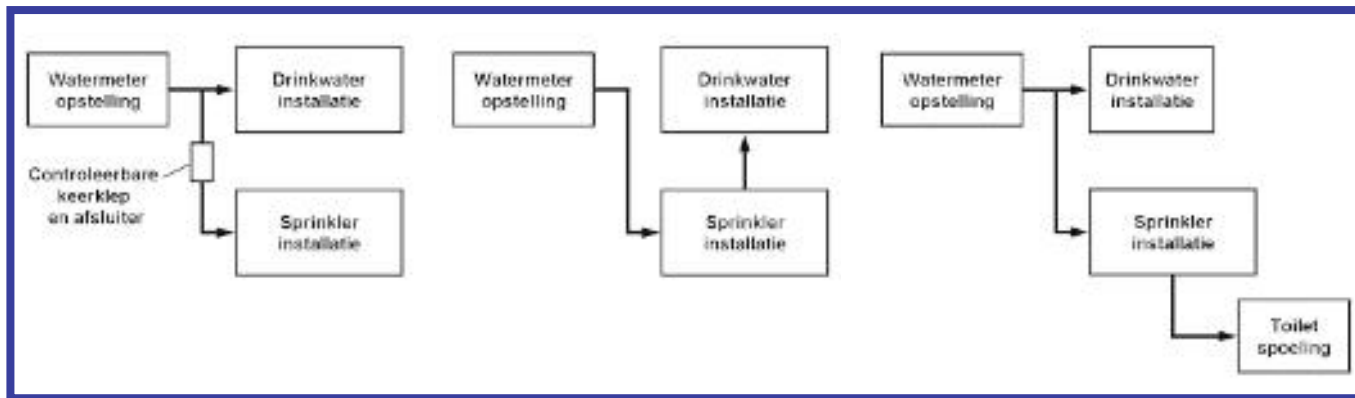 Watermeter
opstelling
Drinkwater
installatie
Controleerbare
keerklep
en afsluiter
Sprinkler
installatie
Watermeter
opstelling
Drinkwater
installatie
Sprinkler
installatie
Watermeter
opstelling
Drinkwater
installatie
Sprinkler
installatie
Toilet
spoeling